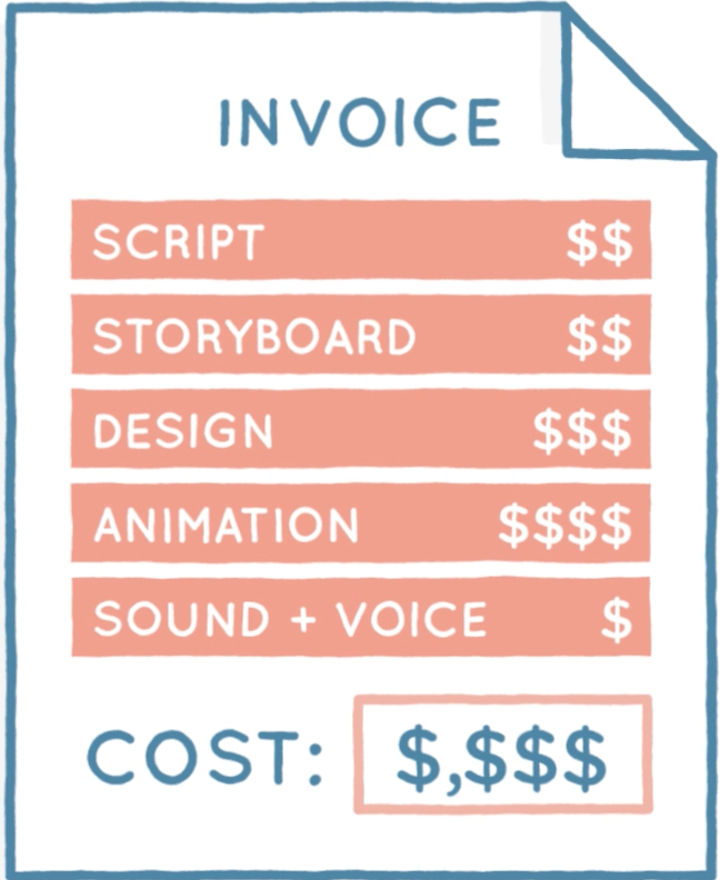 INVOICE
SCRIPT $$
STORYBOARD $$
DESIGN $$$
ANIMATION $$$$
SOUND + VOICE $
COST: $,$$$